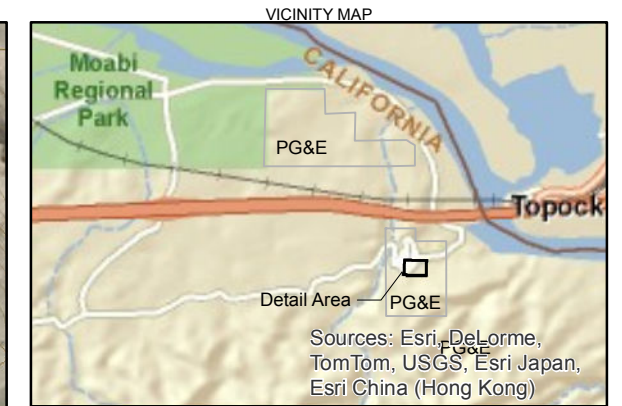 VICINITY MAP
Moabi
Regional
Park
CALIFORNIA
PG&E
Topock
Detail Area
PG&E
PG&E
Sources: Esri, DeLorme,
TomTom, USGS, Esri Japan,
Esri China (Hong Kong)